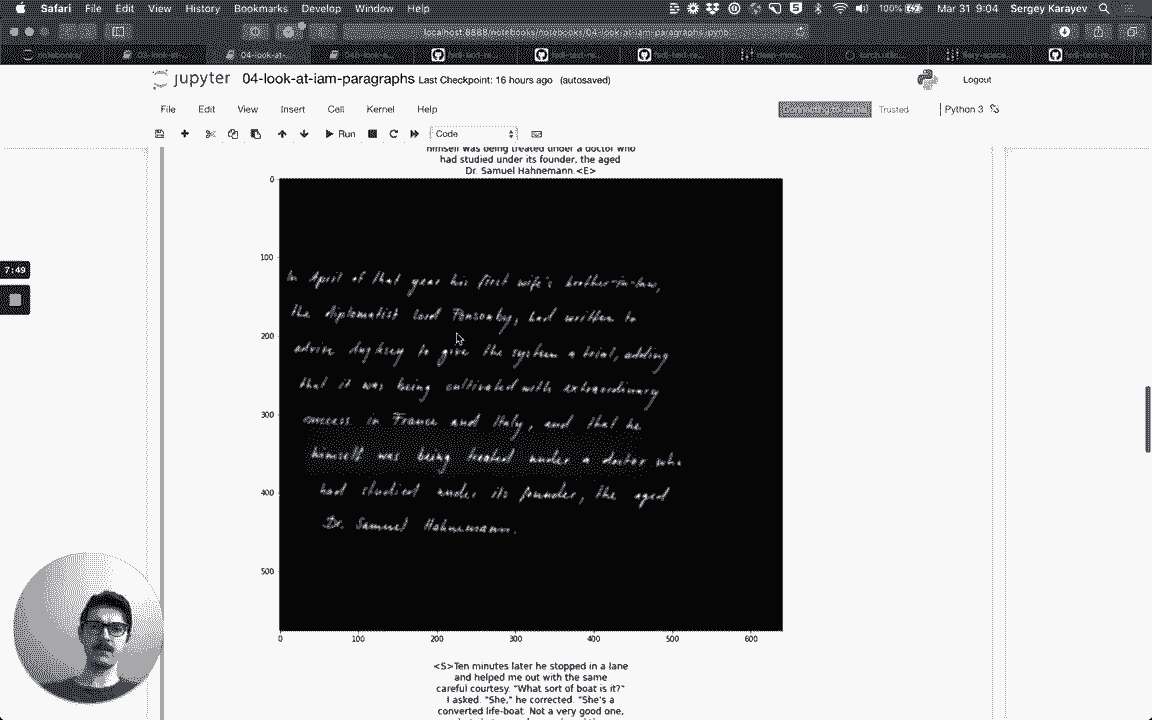 Safari File Edit View History Bookmarks Develop Window Help 100% Mar 31 9:04 Sergey Karayev
localhost:8888/notebooks/notebooks/04-look-at-iam-paragraphs.ipynb
04-look-at-
jupyter 04-look-at-iam-paragraphs Last Checkpoint: 16 hours ago (autosaved) Logout
File Edit View Insert Cell Kernel Help Connecting to kernel Trusted Python 3
Run Code
himself was being treated under a doctor who
had studied under its founder, the aged
Dr. Samuel Hahnemann.<E>
0
100
200
300
400
500
In April of that year his first wife's brother-in-law,
the diplomatist Lord Ponsonby, had written to
advise to give the system a trial, adding
that it was being cultivated with extraordinary
success in France and Italy, and that he
himself was being treated under a doctor who
had studied under its founder, the aged
Dr. Samuel Hahnemann.
0 100 200 300 400 500 600
7:49
<S>Ten minutes later he stopped in a lane
and helped me out with the same
careful courtesy. "What sort of boat is it?"
I asked. "She," he corrected. "She's a
converted life-boat. Not a very good one,